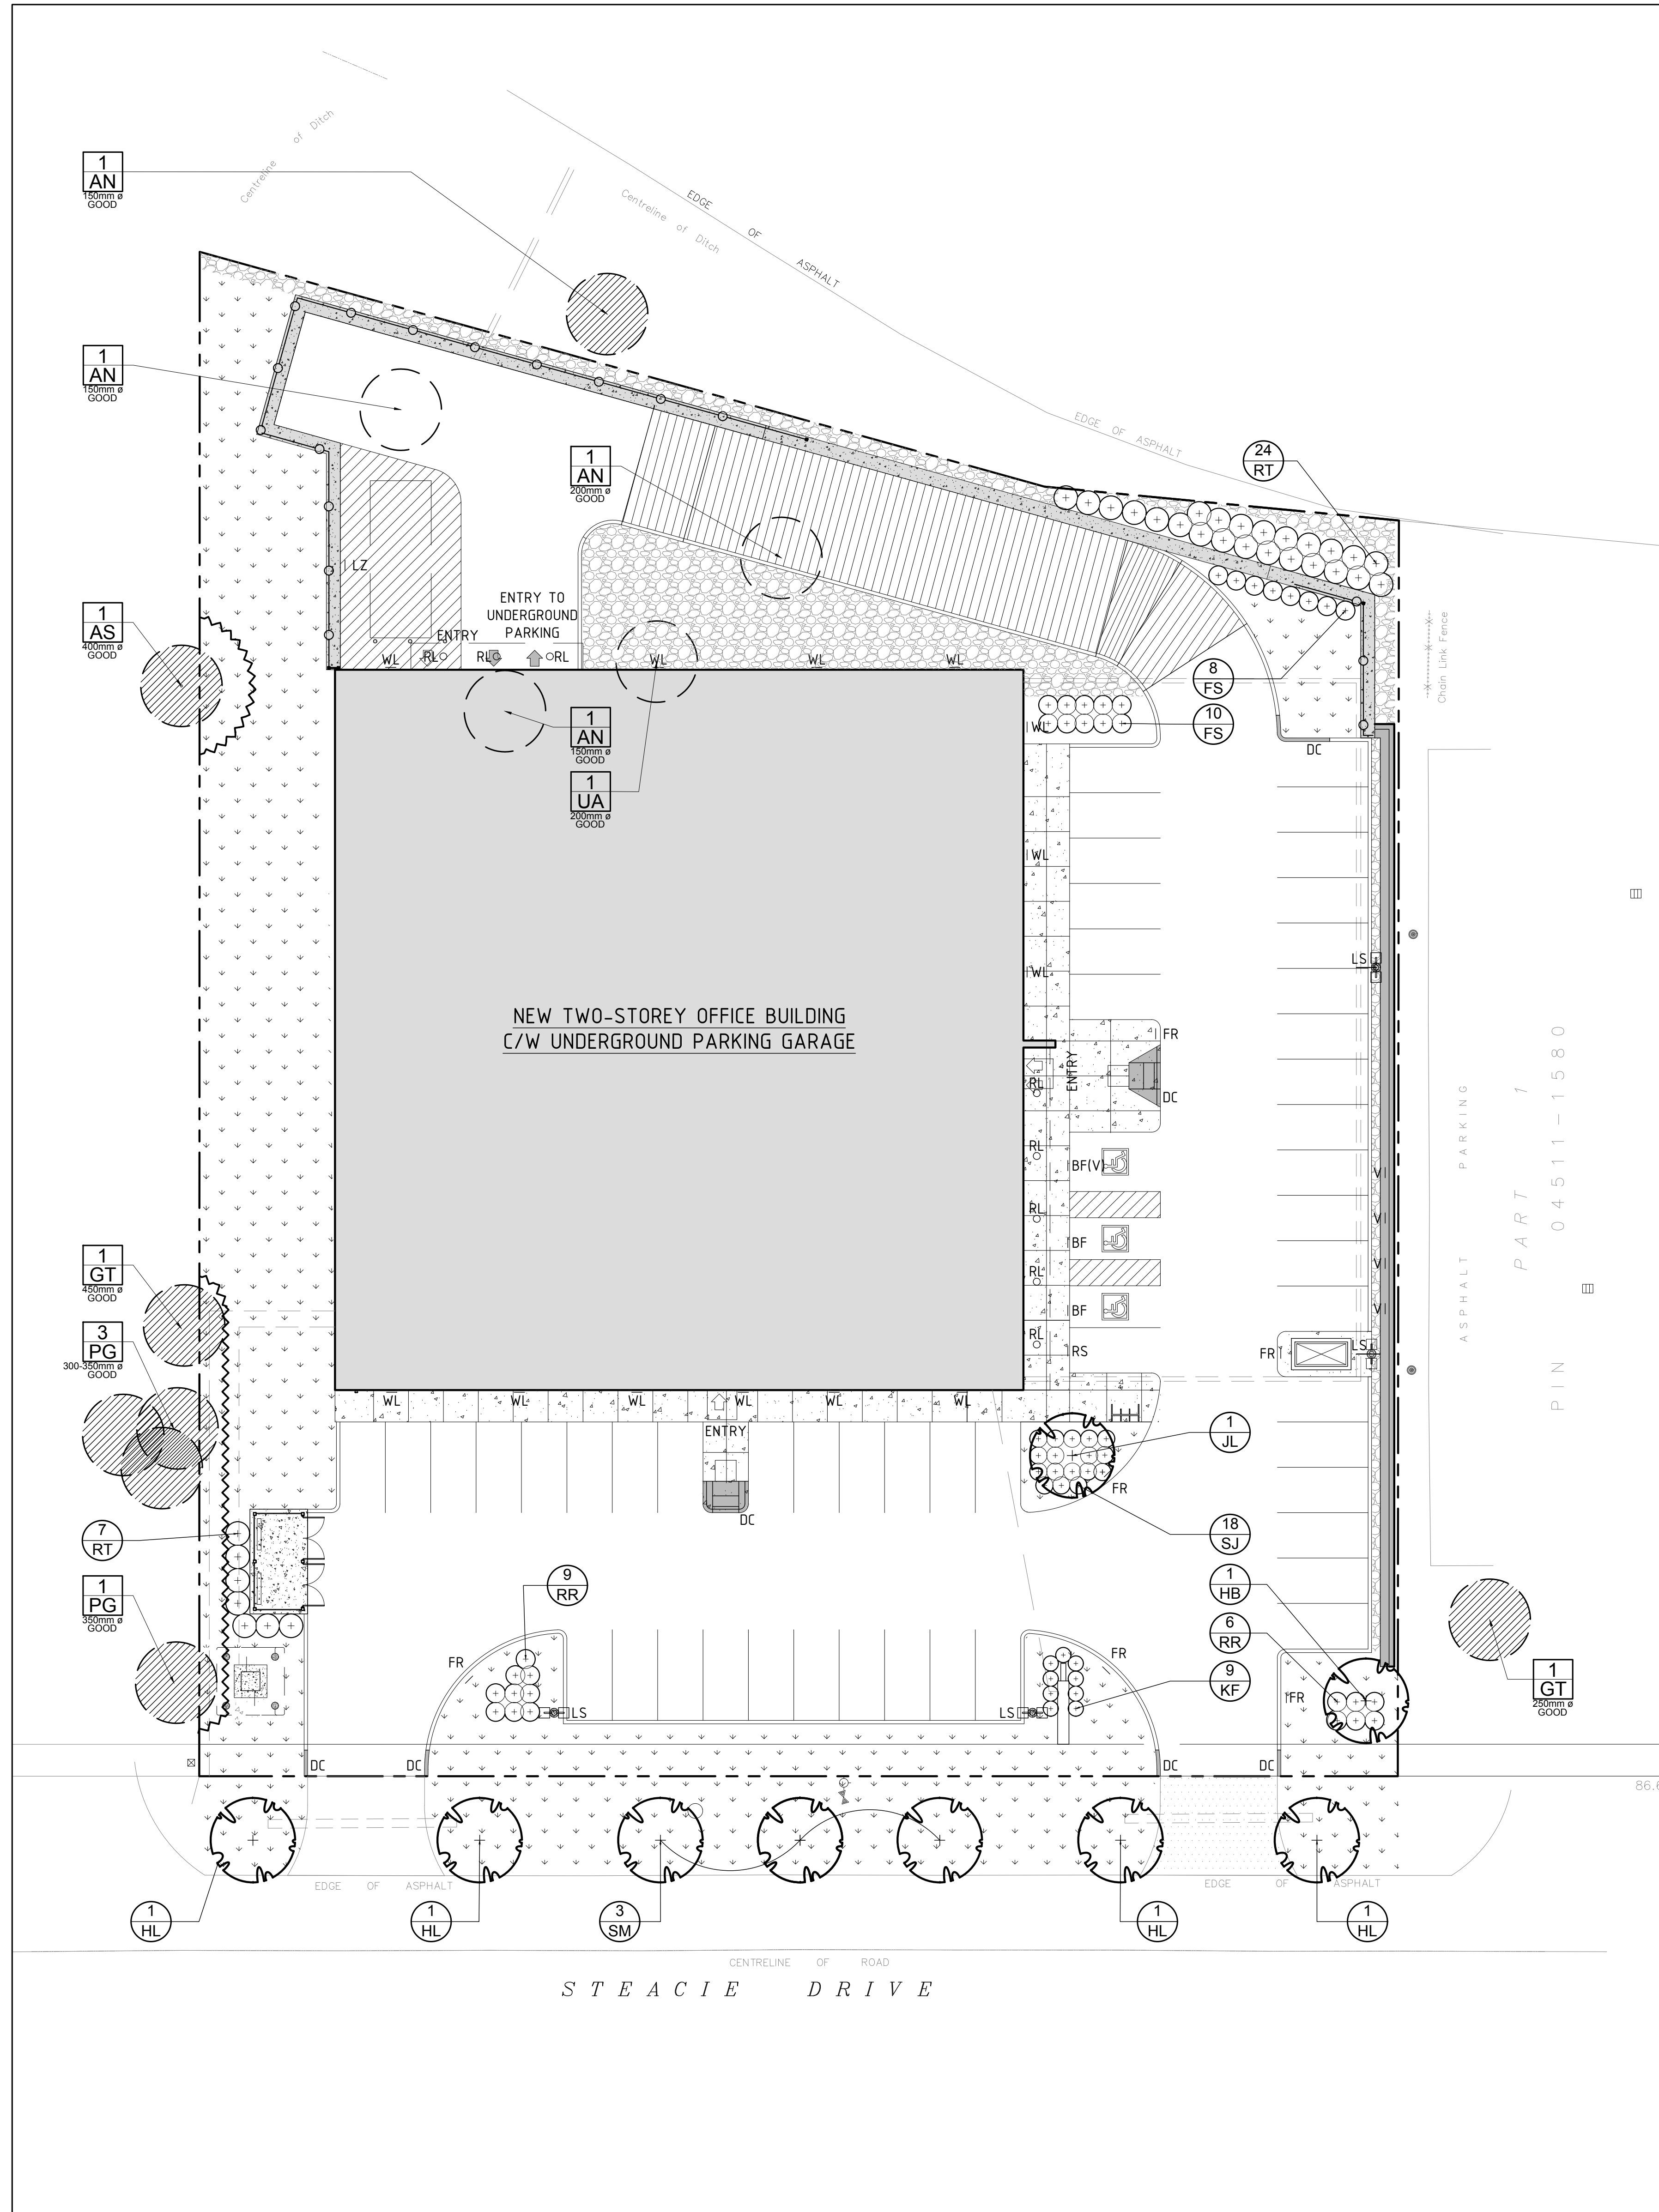 of Ditch
Centreline
1
AN
150mm ø
GOOD
Centreline of Ditch
EDGE OF ASPHALT
1
AN
150mm ø
GOOD
EDGE OF ASPHALT
24
RT
1
AN
200mm ø
GOOD
LZ
ENTRY TO
UNDERGROUND
PARKING
ENTRY
1
AS
400mm ø
GOOD
WL
RL
RL
RL
WL
WL
WL
8
FS
10
FS
Chain Link Fence
1
AN
150mm ø
GOOD
WL
DC
1
UA
200mm ø
GOOD
WL
WL
LS
NEW TWO-STOREY OFFICE BUILDING
C/W UNDERGROUND PARKING GARAGE
FR
ENTRY
RL
DC
RL
BF(V)
RL
BF
RL
BF
RL
RS
V
V
V
V
FR
LS
ASPHALT PARKING
PART 1
PIN 04511-1580
1
GT
450mm ø
GOOD
3
PG
300-350mm ø
GOOD
WL
WL
WL
WL
WL
WL
ENTRY
DC
1
JL
FR
18
SJ
7
RT
9
RR
1
HB
1
PG
350mm ø
GOOD
6
RR
9
KF
FR
FR
FR
LS
LS
1
GT
250mm ø
GOOD
DC
DC
DC
DC
86.6
EDGE OF ASPHALT
EDGE OF ASPHALT
1
HL
1
HL
3
SM
1
HL
1
HL
CENTRELINE OF ROAD
STEACIE DRIVE